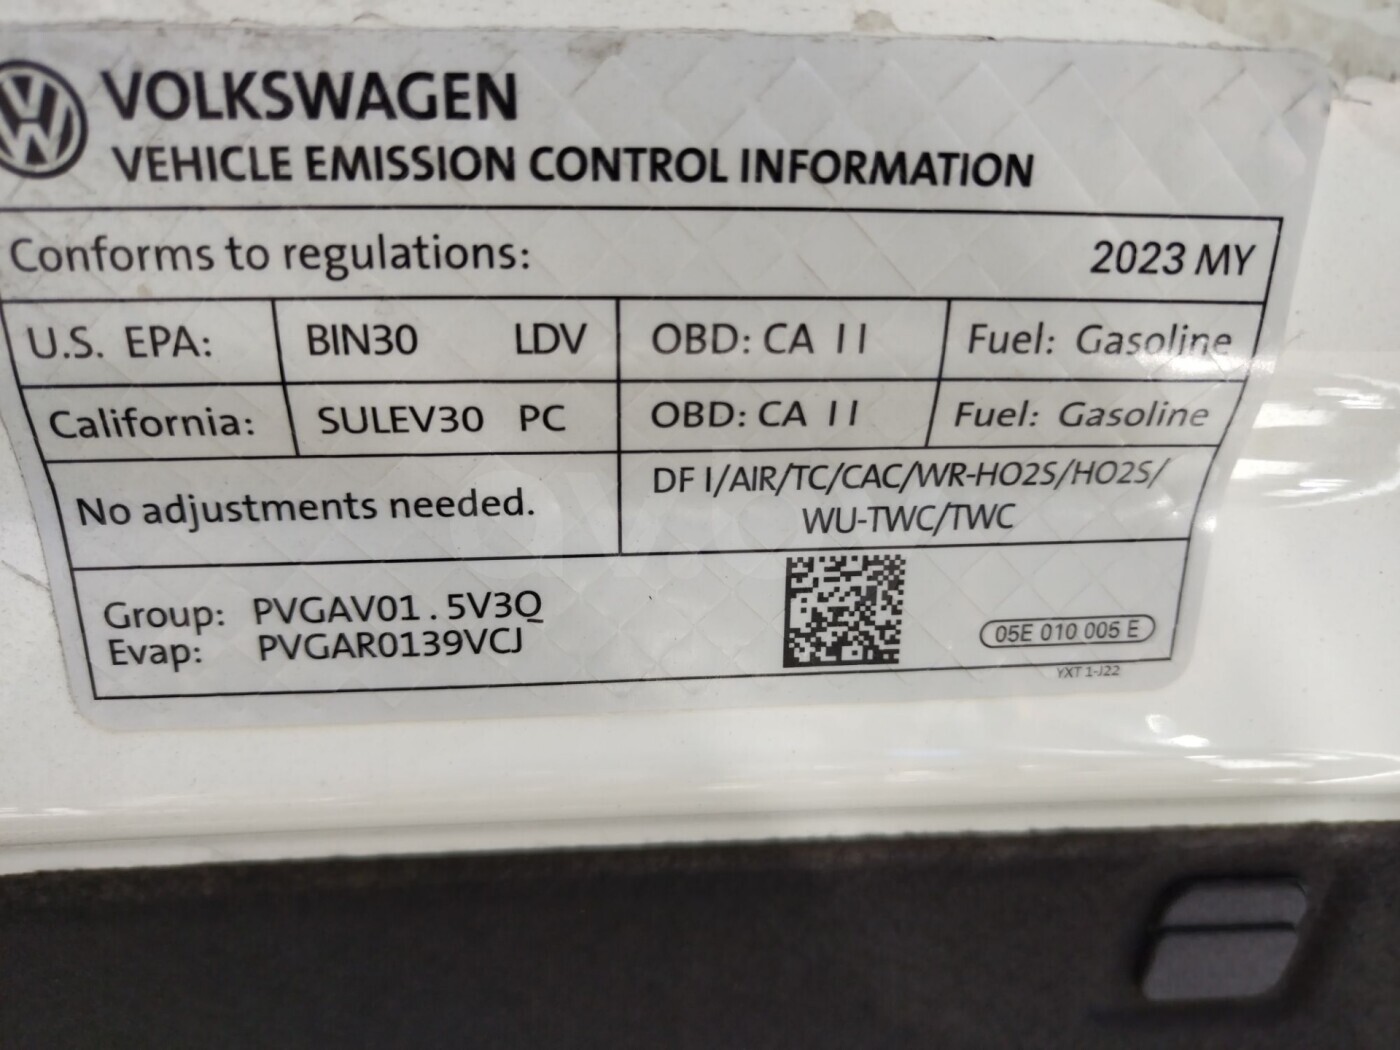 VOLKSWAGEN
VEHICLE EMISSION CONTROL INFORMATION
Conforms to regulations: 2023 MY
U.S. EPA: BIN30 LDV OBD: CA II Fuel: Gasoline
California: SULEV30 PC OBD: CA II Fuel: Gasoline
No adjustments needed.
DFI/AIR/TC/CAC/WR-HO2S/HO2S/
WU-TWC/TWC
Group: PVGAV01.5V3Q
Evap: PVGAR0139VCJ
05E 010 005 E
YXT 1-J22